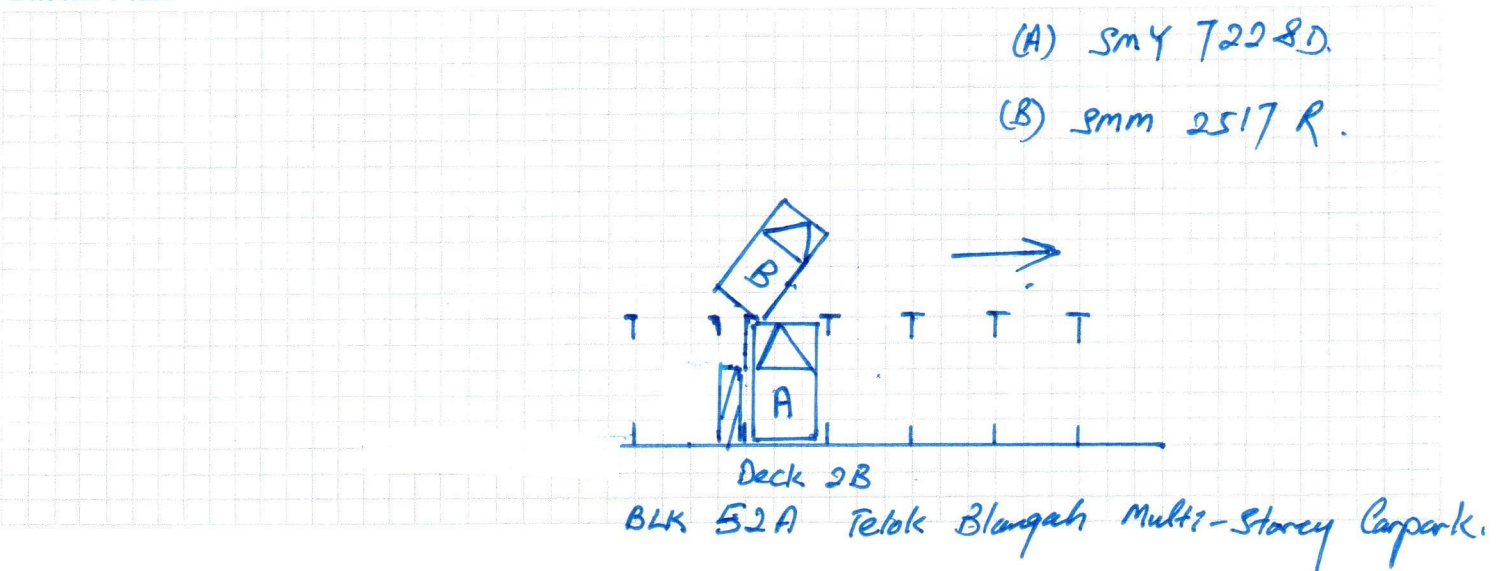 (A) SMY 7228D.
(B) SMM 2517 R.
B
A
Deck 2B
BLK 52A Telok Blangah Multi-Storey Carpark.